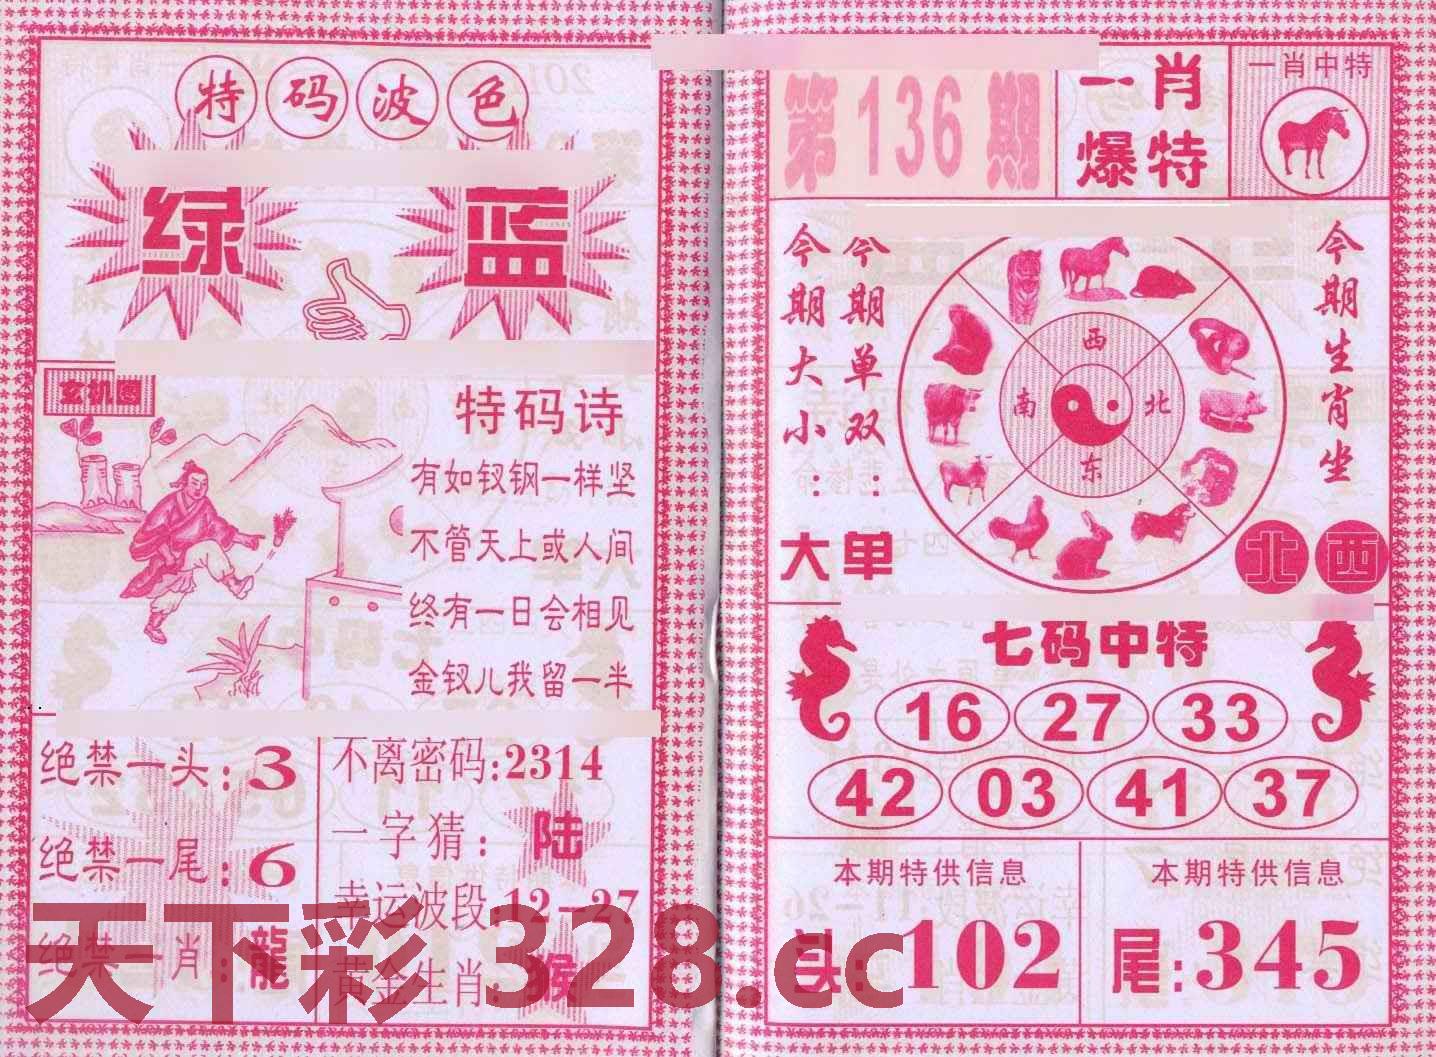 特码波色
绿 蓝
玄机图
特码诗
有如钗钢一样坚
不管天上或人间
终有一日会相见
金钗儿我留一半
绝禁一头:3
绝禁一尾:6
绝禁一肖:龍
不离密码:2314
一字猜:陆
幸运波段:12-27
黄金生肖:猴
第136期
一肖
爆特
一肖中特
今期大小:大
今期单双:单
西
南 北
东
今期生肖坐
北西
七码中特
16 27 33
42 03 41 37
本期特供信息
头:102
本期特供信息
尾:345
天下彩 328.cc